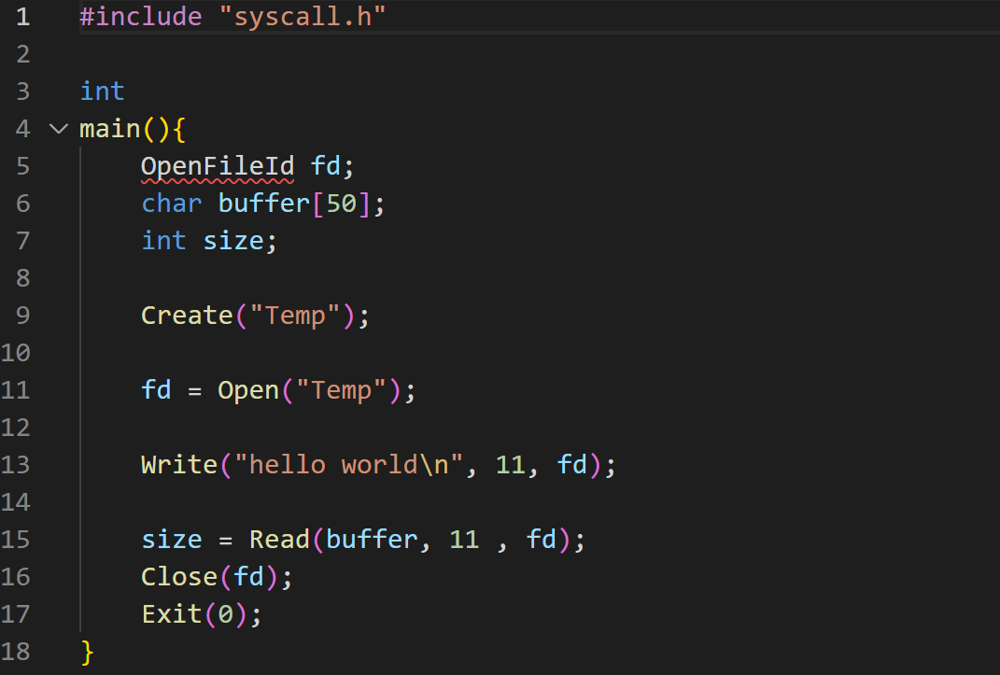 1 #include "syscall.h"
2
3 int
4 main(){
5 OpenFileId fd;
6 char buffer[50];
7 int size;
8
9 Create("Temp");
10
11 fd = Open("Temp");
12
13 Write("hello world\n", 11, fd);
14
15 size = Read(buffer, 11 , fd);
16 Close(fd);
17 Exit(0);
18 }